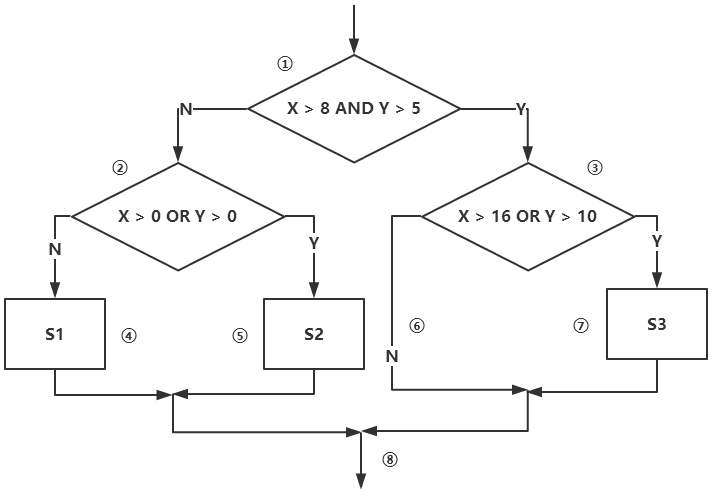 ①
X > 8 AND Y > 5
N
Y
②
③
X > 0 OR Y > 0
X > 16 OR Y > 10
N
Y
Y
S1
④
⑤
S2
⑥
⑦
S3
N
⑧